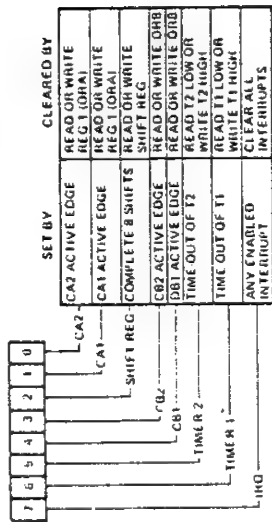 7 6 5 4 3 2 1 0
SET BY CLEARED BY
CA2 CA2 ACTIVE EDGE READ OR WRITE
REG 1 (ORA)
CA1 CA1 ACTIVE EDGE READ OR WRITE
REG 1 (ORA)
SHIFT REG COMPLETE 8 SHIFTS READ OR WRITE
SHIFT REG
CB2 CB2 ACTIVE EDGE READ OR WRITE ORB
CB1 DB1 ACTIVE EDGE READ OR WRITE ORB
TIMER 2 TIME OUT OF T2 READ T2 LOW OR
WRITE T2 HIGH
TIMER 1 TIME OUT OF T1 READ T1 LOW OR
WRITE T1 HIGH
IRQ ANY ENABLED CLEAR ALL
INTERRUPT INTERRUPTS